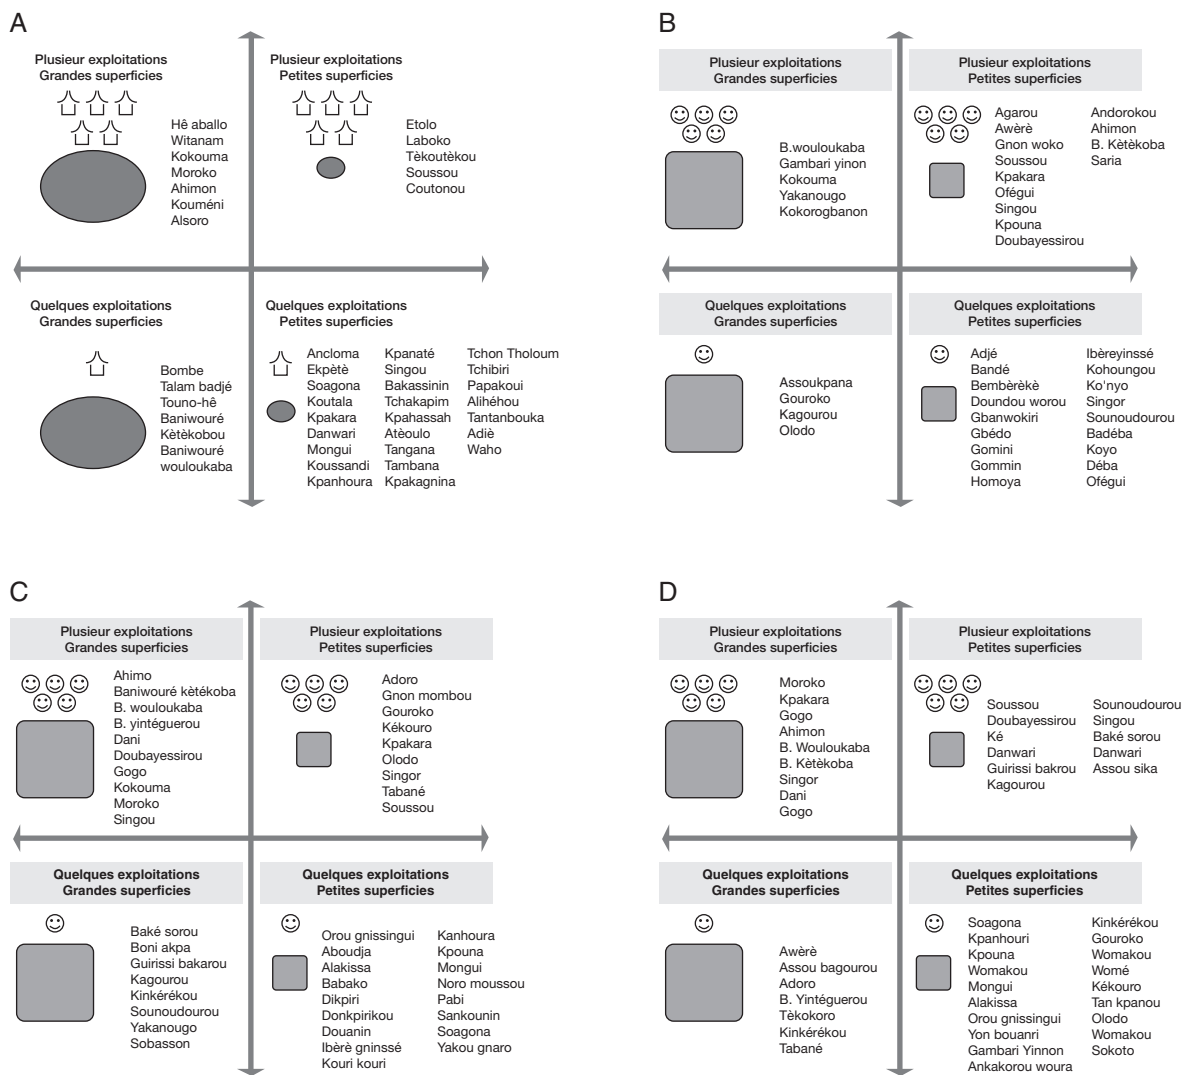 A
Plusieur exploitations
Grandes superficies
Hê aballo
Witanam
Kokouma
Moroko
Ahimon
Kouméni
Alsoro
Plusieur exploitations
Petites superficies
Etolo
Laboko
Tèkoutèkou
Soussou
Coutonou
Quelques exploitations
Grandes superficies
Bombe
Talam badjé
Touno-hê
Baniwouré
Kètèkobou
Baniwouré
wouloukaba
Quelques exploitations
Petites superficies
Ancloma
Ekpètè
Soagona
Koutala
Kpakara
Danwari
Mongui
Koussandi
Kpanhoura
Kpanaté
Singou
Bakassinin
Tchakapim
Kpahassah
Atèoulo
Tangana
Tambana
Kpakagnina
Tchon Tholoum
Tchibiri
Papakoui
Alihéhou
Tantanbouka
Adiè
Waho
B
Plusieur exploitations
Grandes superficies
B.wouloukaba
Gambari yinon
Kokouma
Yakanougo
Kokorogbanon
Plusieur exploitations
Petites superficies
Agarou
Awèrè
Gnon woko
Soussou
Kpakara
Ofégui
Singou
Kpouna
Doubayessirou
Andorokou
Ahimon
B. Kètèkoba
Saria
Quelques exploitations
Grandes superficies
Assoukpana
Gouroko
Kagourou
Olodo
Quelques exploitations
Petites superficies
Adjé
Bandé
Bembèrèkè
Doundou worou
Gbanwokiri
Gbédo
Gomini
Gommin
Homoya
Ibèreyinssé
Kohoungou
Ko'nyo
Singor
Sounoudourou
Badéba
Koyo
Déba
Ofégui
C
Plusieur exploitations
Grandes superficies
Ahimo
Baniwouré kètékoba
B. wouloukaba
B. yintéguerou
Dani
Doubayessirou
Gogo
Kokouma
Moroko
Singou
Plusieur exploitations
Petites superficies
Adoro
Gnon mombou
Gouroko
Kékouro
Kpakara
Olodo
Singor
Tabané
Soussou
Quelques exploitations
Grandes superficies
Baké sorou
Boni akpa
Guirissi bakarou
Kagourou
Kinkérékou
Sounoudourou
Yakanougo
Sobasson
Quelques exploitations
Petites superficies
Orou gnissingui
Aboudja
Alakissa
Babako
Dikpiri
Donkpirikou
Douanin
Ibèrè gninssé
Kouri kouri
Kanhoura
Kpouna
Mongui
Noro moussou
Pabi
Sankounin
Soagona
Yakou gnaro
D
Plusieur exploitations
Grandes superficies
Moroko
Kpakara
Gogo
Ahimon
B. Wouloukaba
B. Kètèkoba
Singor
Dani
Gogo
Plusieur exploitations
Petites superficies
Soussou
Doubayessirou
Ké
Danwari
Guirissi bakrou
Kagourou
Sounoudourou
Singou
Baké sorou
Danwari
Assou sika
Quelques exploitations
Grandes superficies
Awèrè
Assou bagourou
Adoro
B. Yintéguerou
Tèkokoro
Kinkérékou
Tabané
Quelques exploitations
Petites superficies
Soagona
Kpanhouri
Kpouna
Womakou
Mongui
Alakissa
Orou gnissingui
Yon bouanri
Gambari Yinnon
Ankakorou woura
Kinkérékou
Gouroko
Womakou
Womé
Kékouro
Tan kpanou
Olodo
Womakou
Sokoto